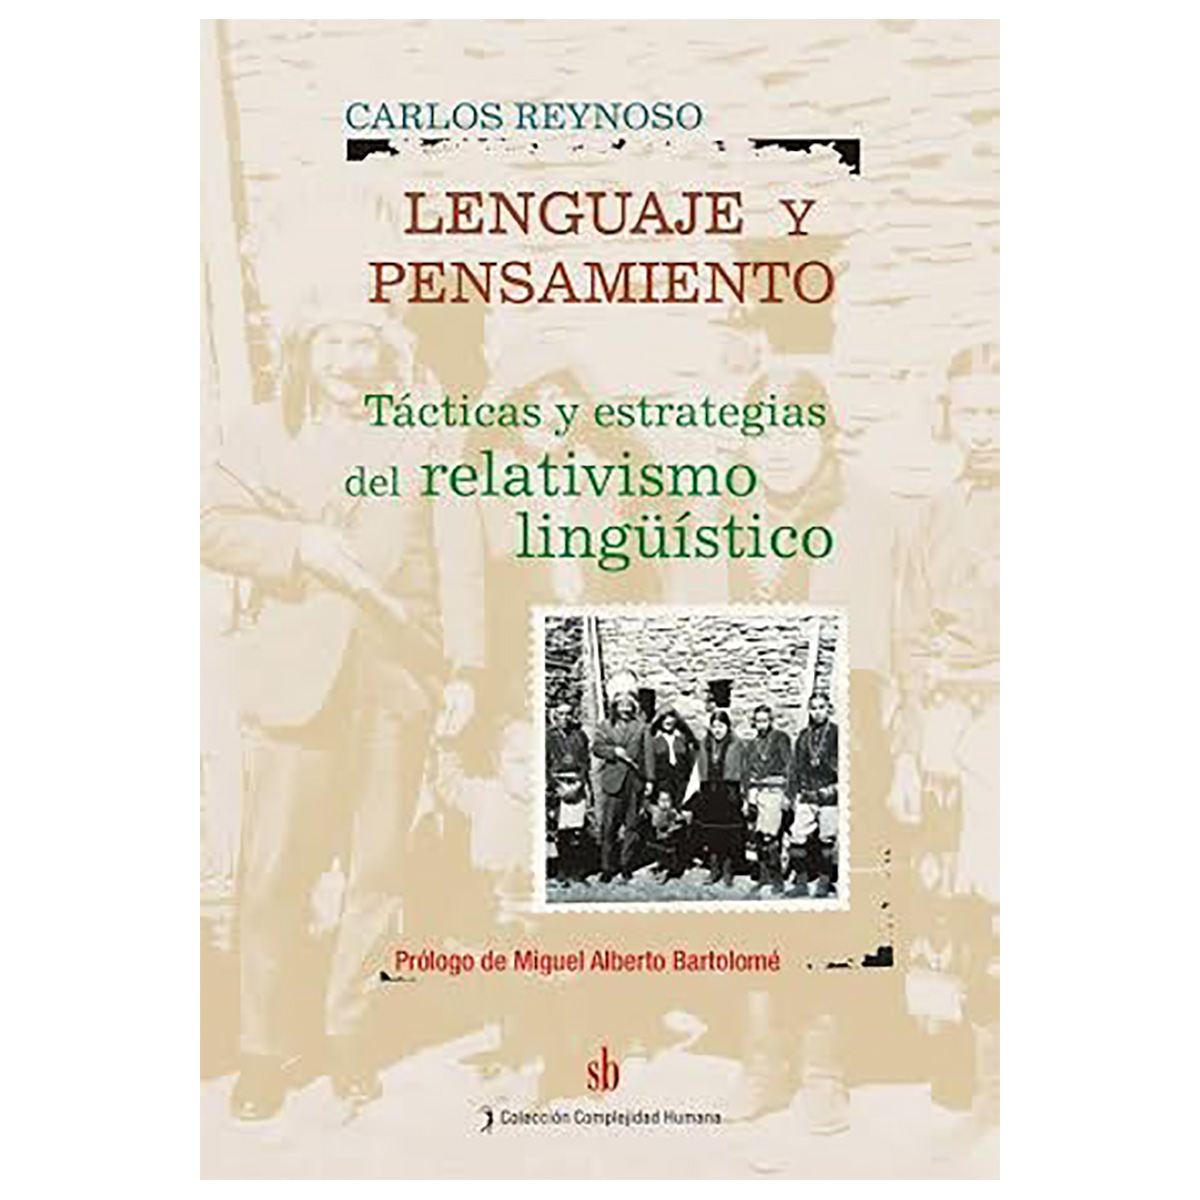 CARLOS REYNOSO
LENGUAJE Y
PENSAMIENTO
Tácticas y estrategias
del relativismo
lingüístico
Prólogo de Miguel Alberto Bartolomé
sb
Colección Complejidad Humana